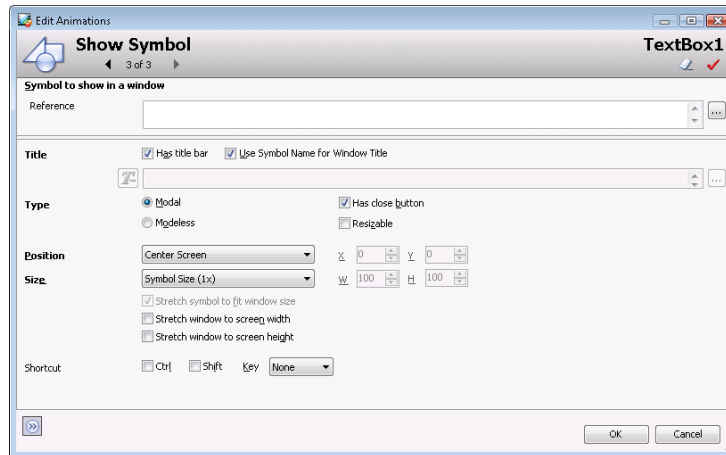 Edit Animations
Show Symbol
TextBox1
3 of 3
Symbol to show in a window
Reference
...
Title
Has title bar
Use Symbol Name for Window Title
T
...
Type
Modal
Has close button
Modeless
Resizable
Position
Center Screen
X 0 Y 0
Size
Symbol Size (1x)
W 100 H 100
Stretch symbol to fit window size
Stretch window to screen width
Stretch window to screen height
Shortcut
Ctrl
Shift
Key
None
OK
Cancel